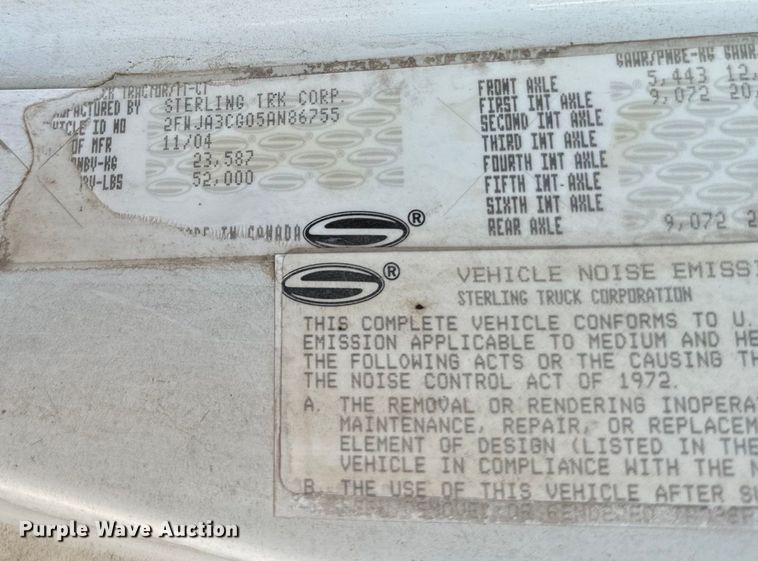 CK TRACTOR/TT-CT
MANUFACTURED BY STERLING TRK CORP.
VEHICLE ID NO 2FWJA3CG05AN86755
OF MFR 11/04
23,587
-LBS 52,000
MADE IN CANADA
GAWR/PNBE-KG GAWR
FRONT AXLE 5,443 12,
FIRST INT AXLE 9,072 20,
SECOND INT AXLE
THIRD INT AXLE
FOURTH INT AXLE
FIFTH INT AXLE
SIXTH INT AXLE
REAR AXLE 9,072 2
S®
S®
VEHICLE NOISE EMISSI
STERLING TRUCK CORPORATION
THIS COMPLETE VEHICLE CONFORMS TO U.
EMISSION APPLICABLE TO MEDIUM AND HE
THE FOLLOWING ACTS OR THE CAUSING TH
THE NOISE CONTROL ACT OF 1972.
A. THE REMOVAL OR RENDERING INOPERA
MAINTENANCE, REPAIR, OR REPLACEM
ELEMENT OF DESIGN (LISTED IN THE
VEHICLE IN COMPLIANCE WITH THE N
B. THE USE OF THIS VEHICLE AFTER SU
Purple Wave Auction